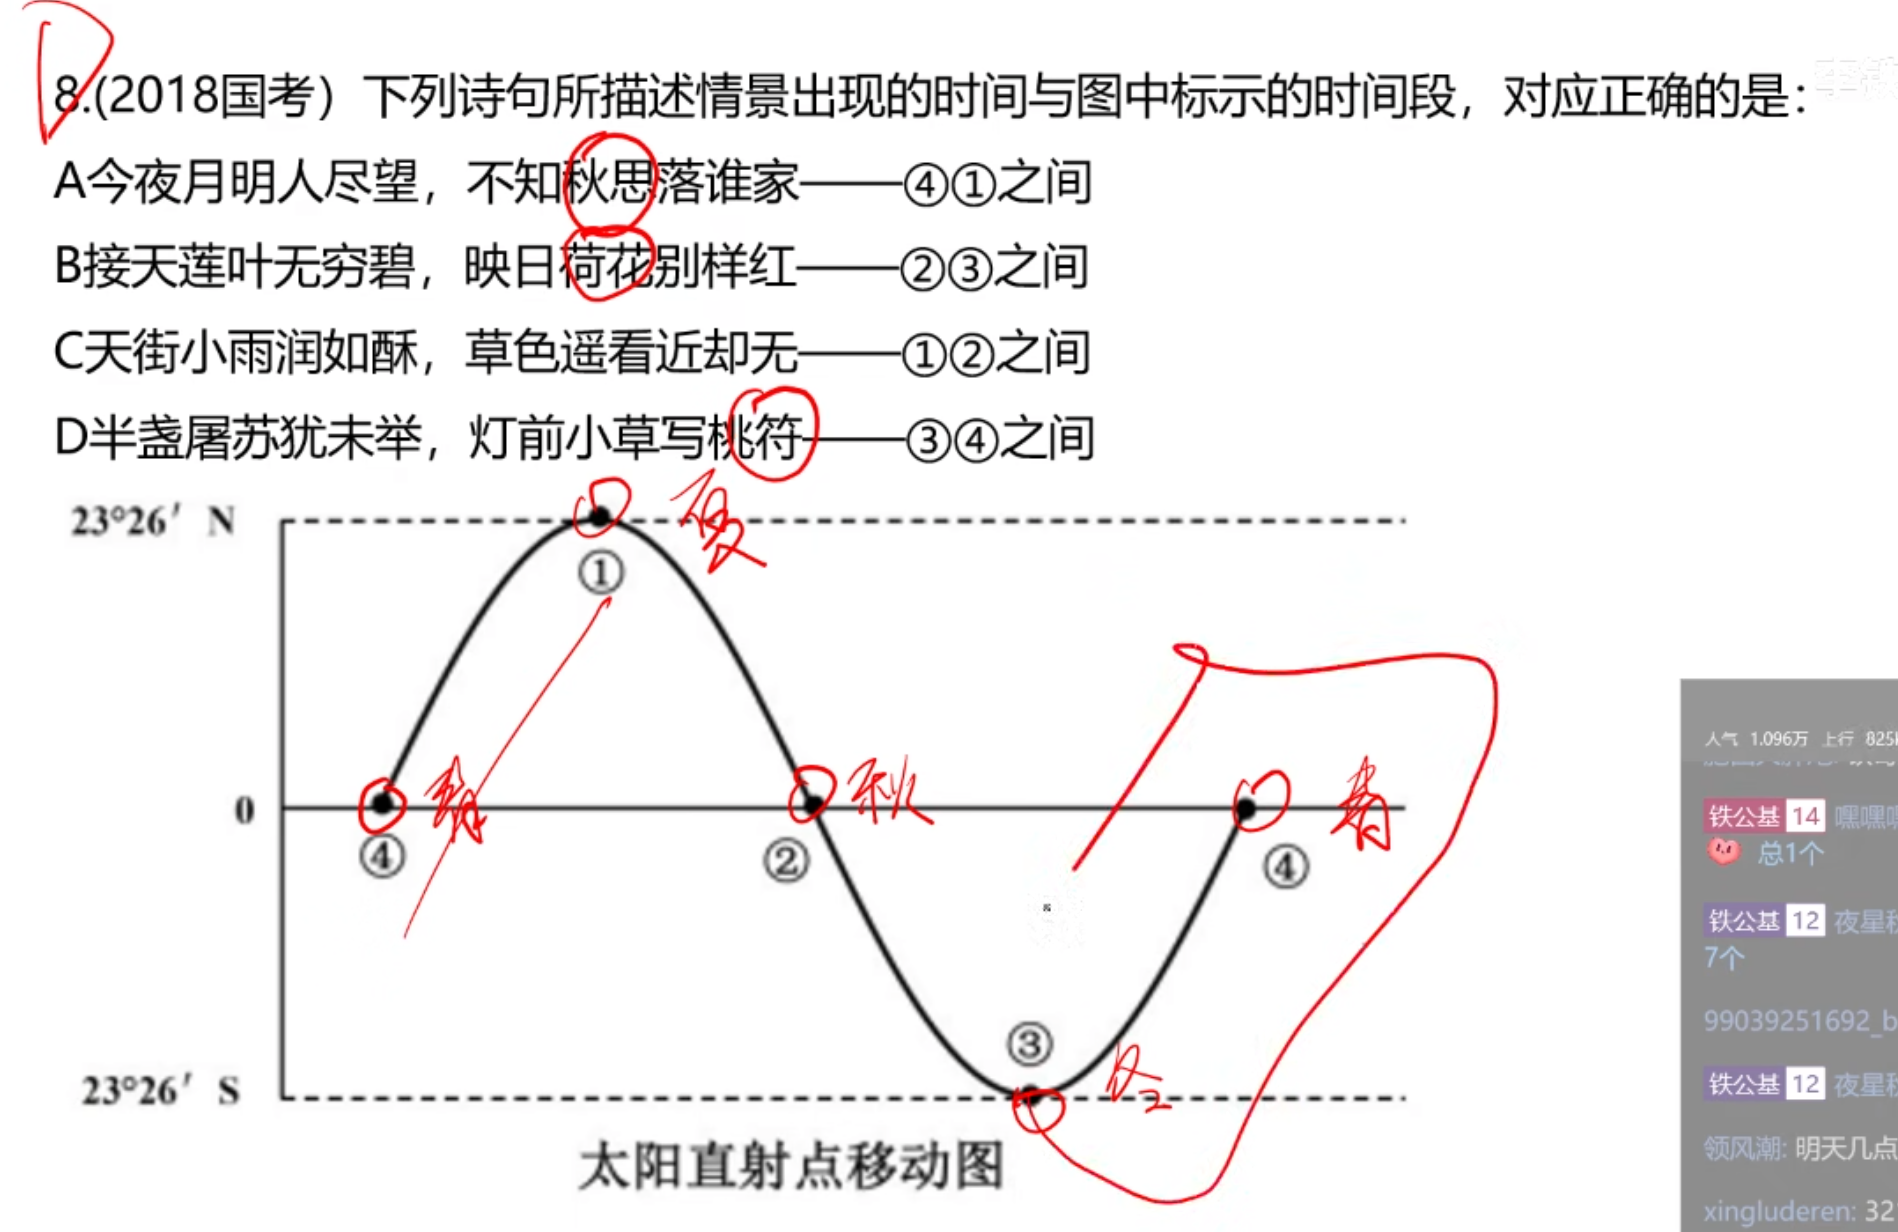 D
8.(2018国考）下列诗句所描述情景出现的时间与图中标示的时间段，对应正确的是：
A今夜月明人尽望，不知秋思落谁家——④①之间
B接天莲叶无穷碧，映日荷花别样红——②③之间
C天街小雨润如酥，草色遥看近却无——①②之间
D半盏屠苏犹未举，灯前小草写桃符——③④之间
23°26′ N
夏
①
人气 1.096万 上行 825
0
春
秋
春
铁公基 14 嘿嘿
④
②
④
总1个
铁公基 12 夜星
7个
99039251692_b
③
冬
23°26′ S
铁公基 12 夜星
太阳直射点移动图
领风潮: 明天几点
xingluderen: 32